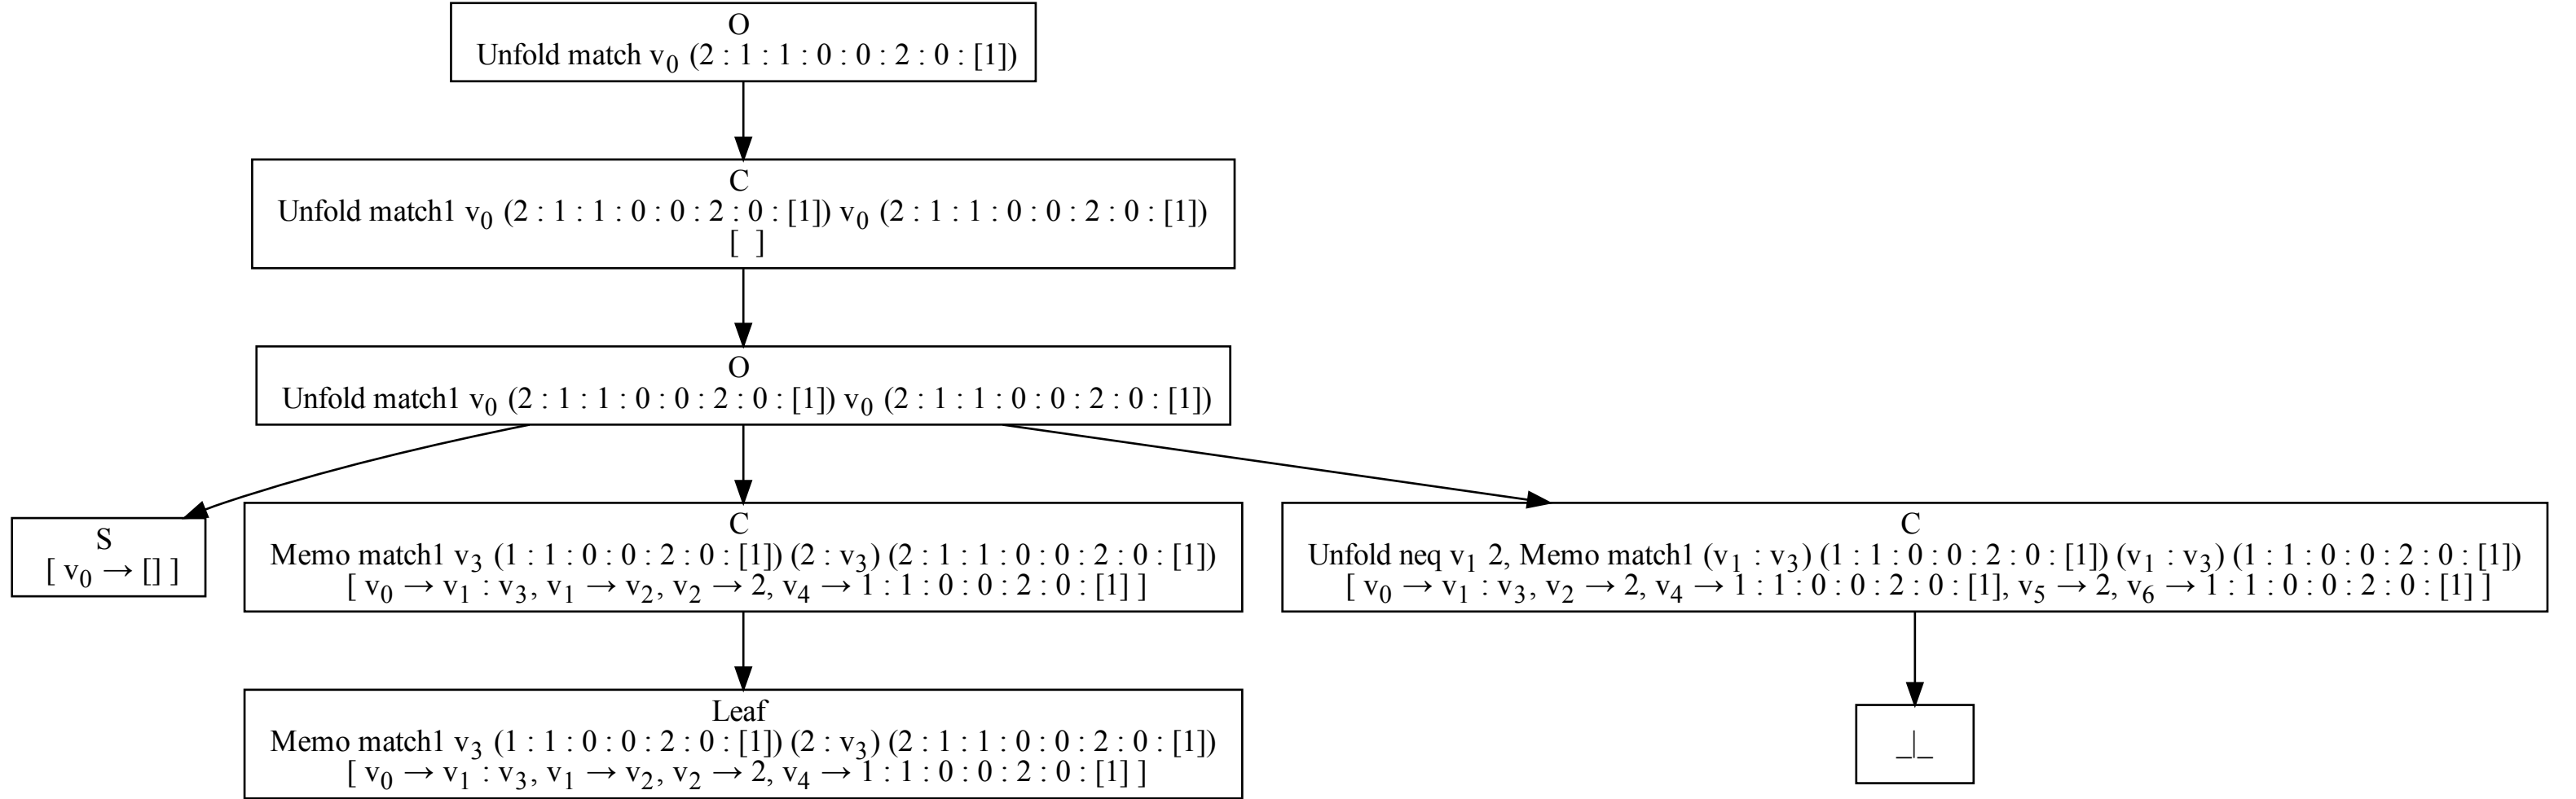 O
Unfold match v₀ (2 : 1 : 1 : 0 : 0 : 2 : 0 : [1])
C
Unfold match1 v₀ (2 : 1 : 1 : 0 : 0 : 2 : 0 : [1]) v₀ (2 : 1 : 1 : 0 : 0 : 2 : 0 : [1])
[ ]
O
Unfold match1 v₀ (2 : 1 : 1 : 0 : 0 : 2 : 0 : [1]) v₀ (2 : 1 : 1 : 0 : 0 : 2 : 0 : [1])
S
[ v₀ → [] ]
C
Memo match1 v₃ (1 : 1 : 0 : 0 : 2 : 0 : [1]) (2 : v₃) (2 : 1 : 1 : 0 : 0 : 2 : 0 : [1])
[ v₀ → v₁ : v₃, v₁ → v₂, v₂ → 2, v₄ → 1 : 1 : 0 : 0 : 2 : 0 : [1] ]
C
Unfold neq v₁ 2, Memo match1 (v₁ : v₃) (1 : 1 : 0 : 0 : 2 : 0 : [1]) (v₁ : v₃) (1 : 1 : 0 : 0 : 2 : 0 : [1])
[ v₀ → v₁ : v₃, v₂ → 2, v₄ → 1 : 1 : 0 : 0 : 2 : 0 : [1], v₅ → 2, v₆ → 1 : 1 : 0 : 0 : 2 : 0 : [1] ]
Leaf
Memo match1 v₃ (1 : 1 : 0 : 0 : 2 : 0 : [1]) (2 : v₃) (2 : 1 : 1 : 0 : 0 : 2 : 0 : [1])
[ v₀ → v₁ : v₃, v₁ → v₂, v₂ → 2, v₄ → 1 : 1 : 0 : 0 : 2 : 0 : [1] ]
_|_